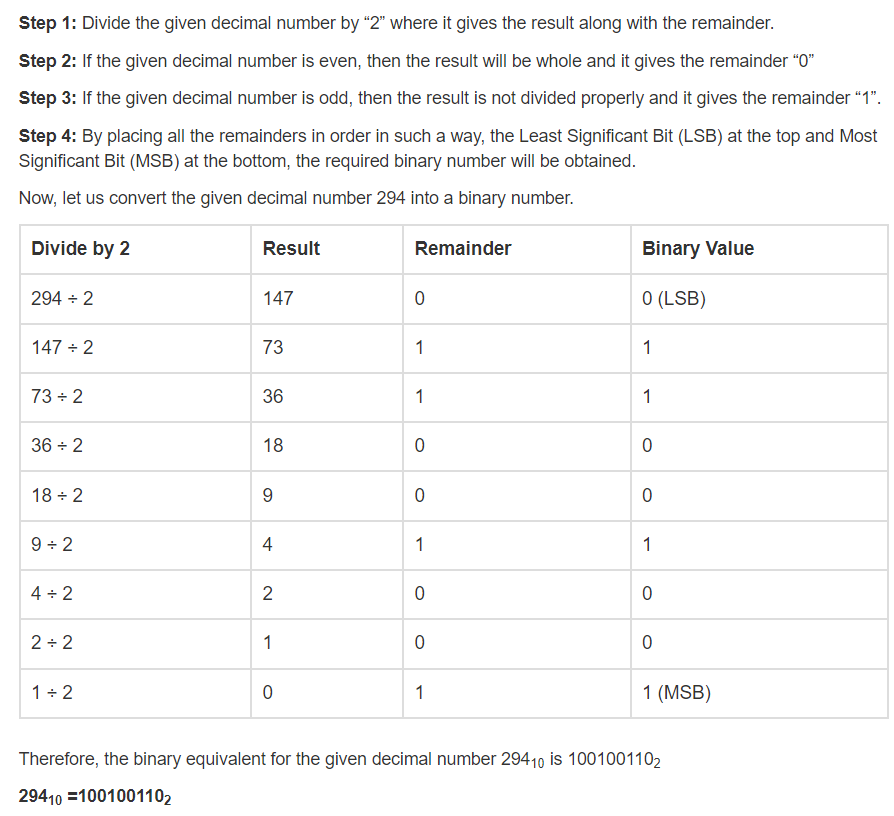 Step 1: Divide the given decimal number by “2” where it gives the result along with the remainder.
Step 2: If the given decimal number is even, then the result will be whole and it gives the remainder “0”
Step 3: If the given decimal number is odd, then the result is not divided properly and it gives the remainder “1”.
Step 4: By placing all the remainders in order in such a way, the Least Significant Bit (LSB) at the top and Most
Significant Bit (MSB) at the bottom, the required binary number will be obtained.
Now, let us convert the given decimal number 294 into a binary number.
Divide by 2 Result Remainder Binary Value
294 ÷ 2 147 0 0 (LSB)
147 ÷ 2 73 1 1
73 ÷ 2 36 1 1
36 ÷ 2 18 0 0
18 ÷ 2 9 0 0
9 ÷ 2 4 1 1
4 ÷ 2 2 0 0
2 ÷ 2 1 0 0
1 ÷ 2 0 1 1 (MSB)
Therefore, the binary equivalent for the given decimal number 294₁₀ is 100100110₂
294₁₀ =100100110₂